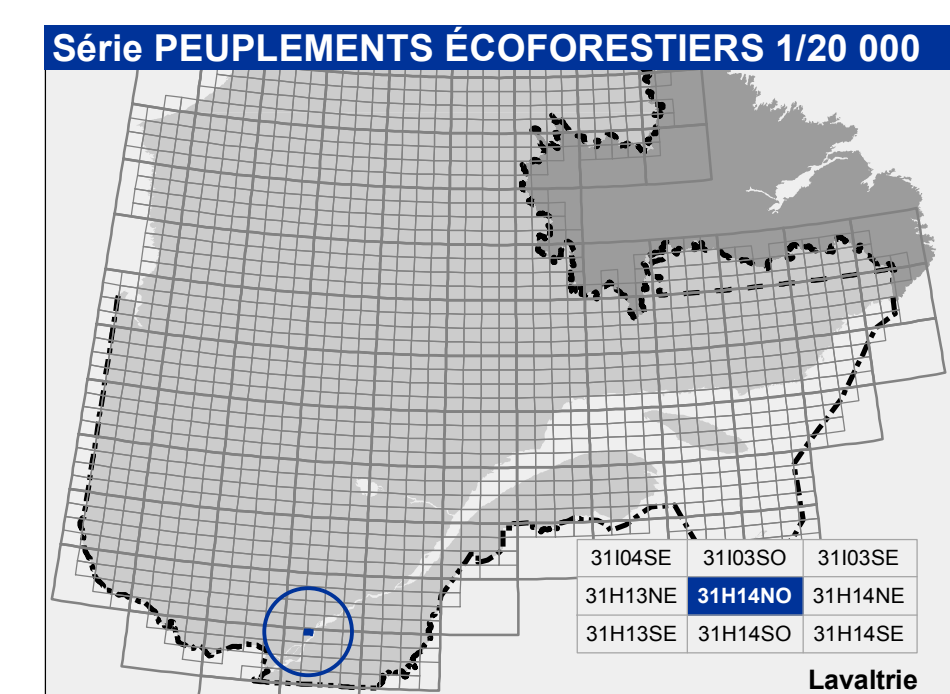 Série PEUPLEMENTS ÉCOFORESTIERS 1/20 000
31I04SE 31I03SO 31I03SE
31H13NE 31H14NO 31H14NE
31H13SE 31H14SO 31H14SE
Lavaltrie